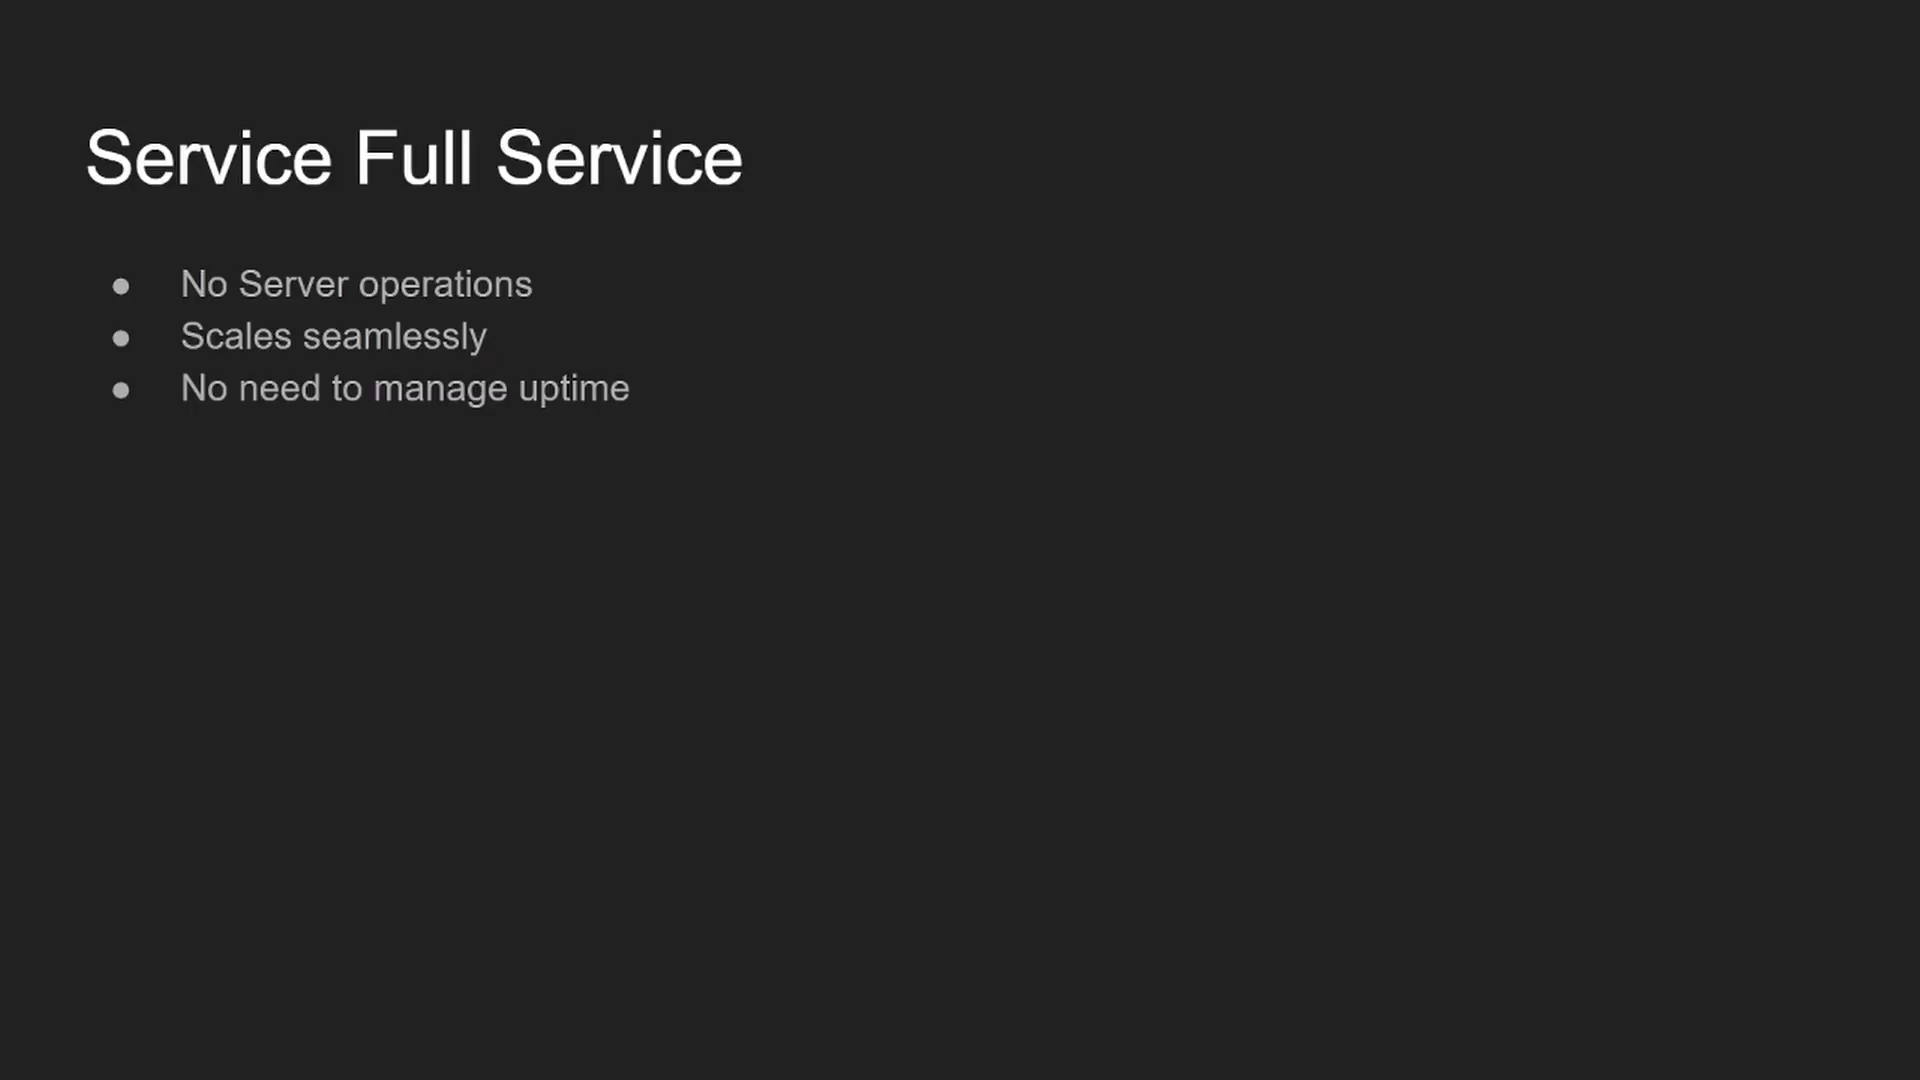 Service Full Service
● No Server operations
● Scales seamlessly
● No need to manage uptime